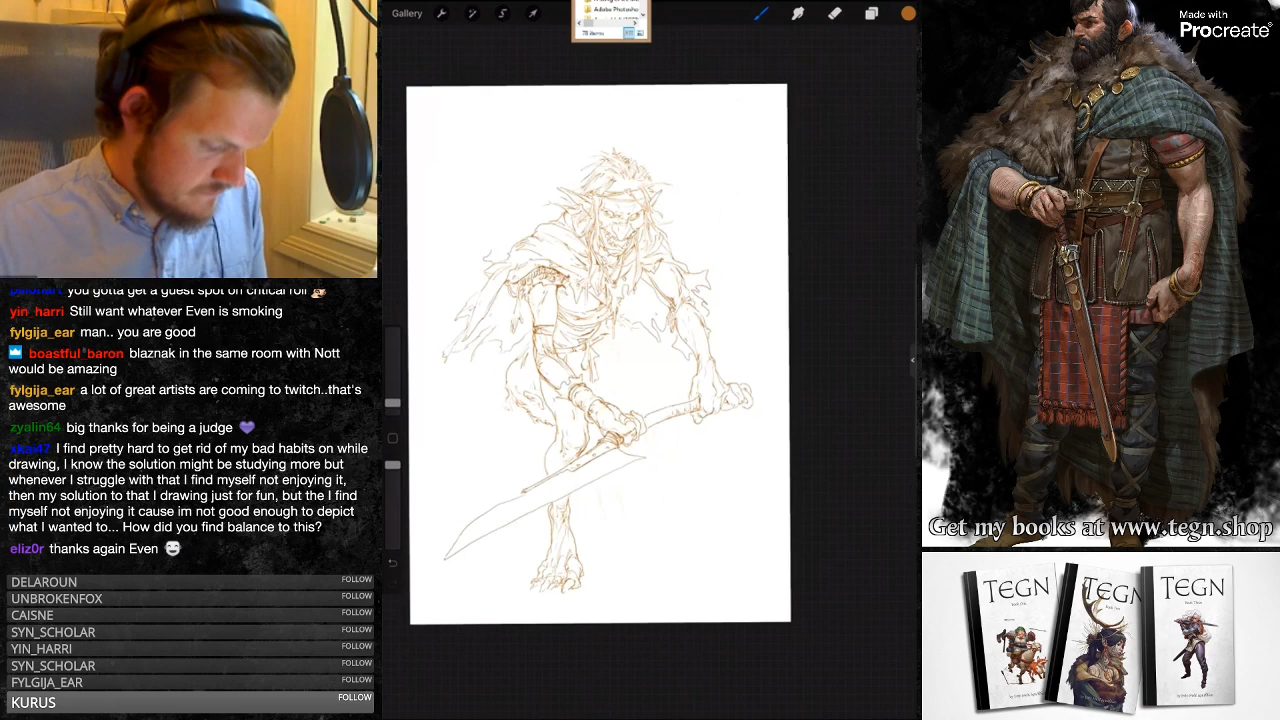 Gallery
Adobe Photosho
78 items
Made with
Procreate®
you gotta get a guest spot on critical roll
yin_harri Still want whatever Even is smoking
fylgija_ear man.. you are good
boastful_baron blaznak in the same room with Nott
would be amazing
fylgija_ear a lot of great artists are coming to twitch..that's
awesome
zyalin64 big thanks for being a judge
I find pretty hard to get rid of my bad habits on while
drawing, I know the solution might be studying more but
whenever I struggle with that I find myself not enjoying it,
then my solution to that I drawing just for fun, but the I find
myself not enjoying it cause im not good enough to depict
what I wanted to... How did you find balance to this?
eliz0r thanks again Even
DELAROUN FOLLOW
UNBROKENFOX FOLLOW
CAISNE FOLLOW
SYN_SCHOLAR FOLLOW
YIN_HARRI FOLLOW
SYN_SCHOLAR FOLLOW
FYLGIJA_EAR FOLLOW
KURUS FOLLOW
Get my books at www.tegn.shop
TEGN
TEGN
TEGN